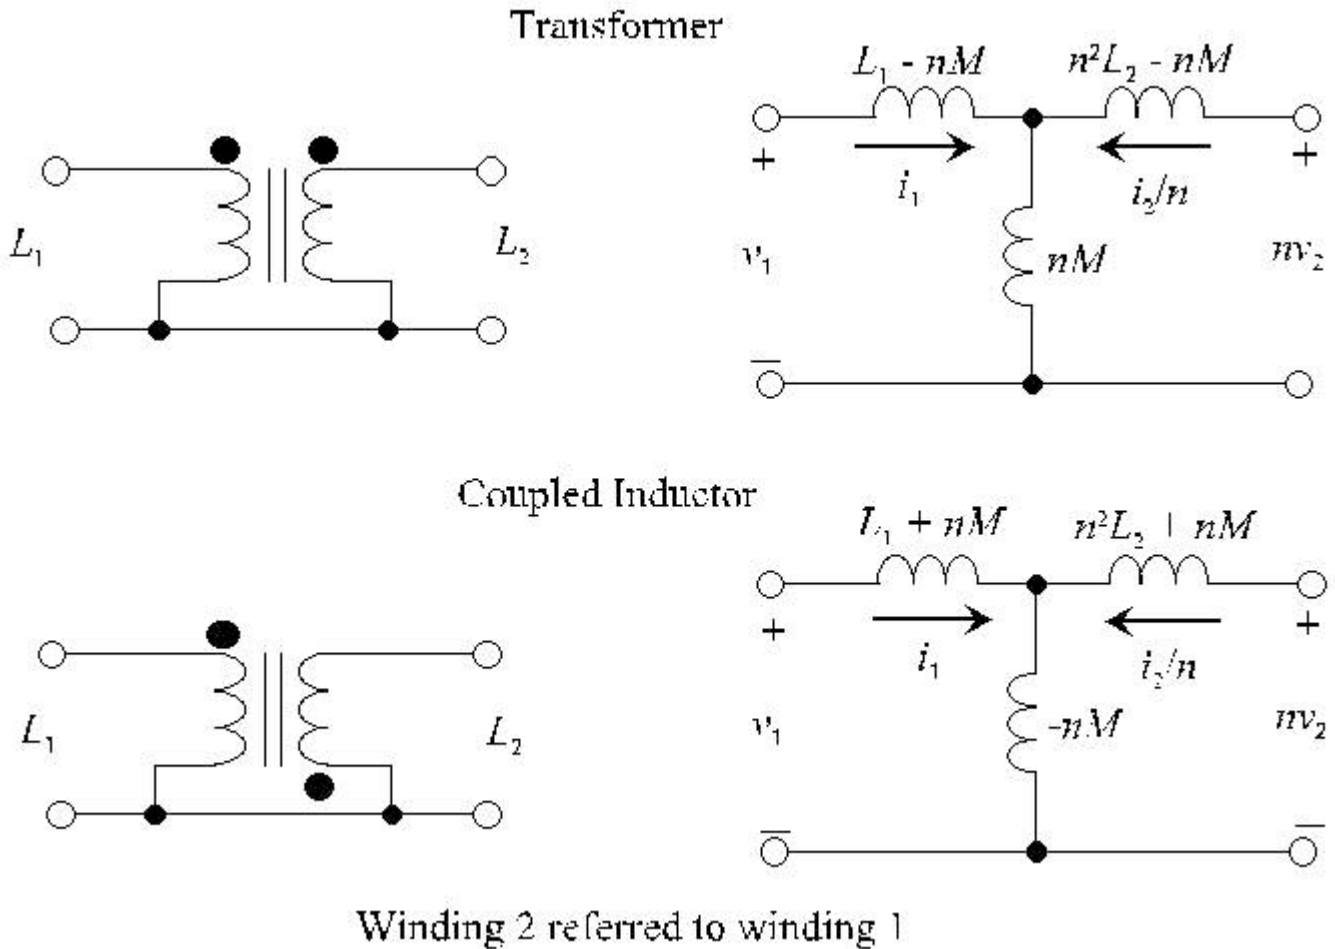 Transformer
L₁ - nM n²L₂ - nM
+ i₁ i₂/n +
L₁ L₂ v₁ nM nv₂
Coupled Inductor
L₁ + nM n²L₂ + nM
+ i₁ i₂/n +
L₁ L₂ v₁ -nM nv₂
Winding 2 referred to winding 1